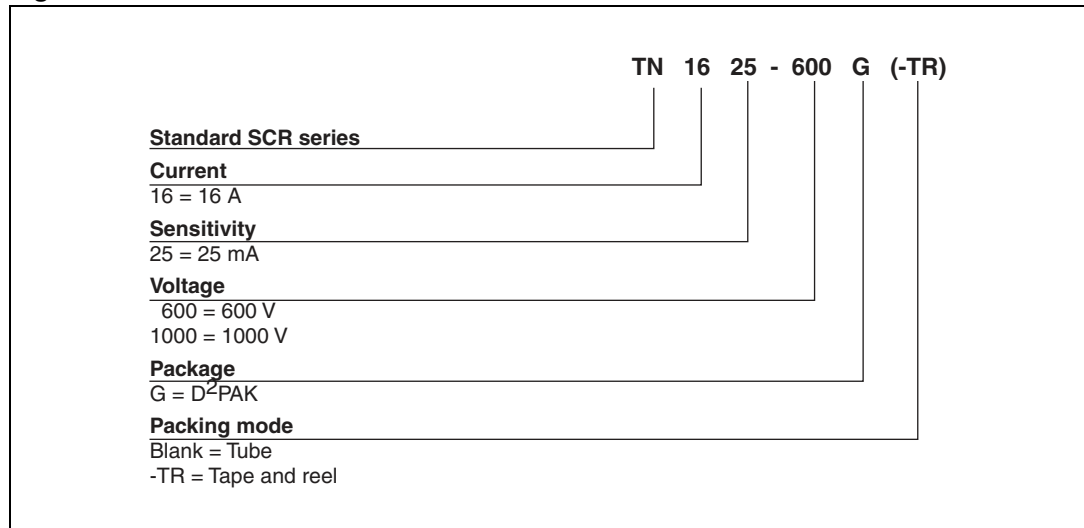 TN 16 25 - 600 G (-TR)
Standard SCR series
Current
16 = 16 A
Sensitivity
25 = 25 mA
Voltage
600 = 600 V
1000 = 1000 V
Package
G = D²PAK
Packing mode
Blank = Tube
-TR = Tape and reel